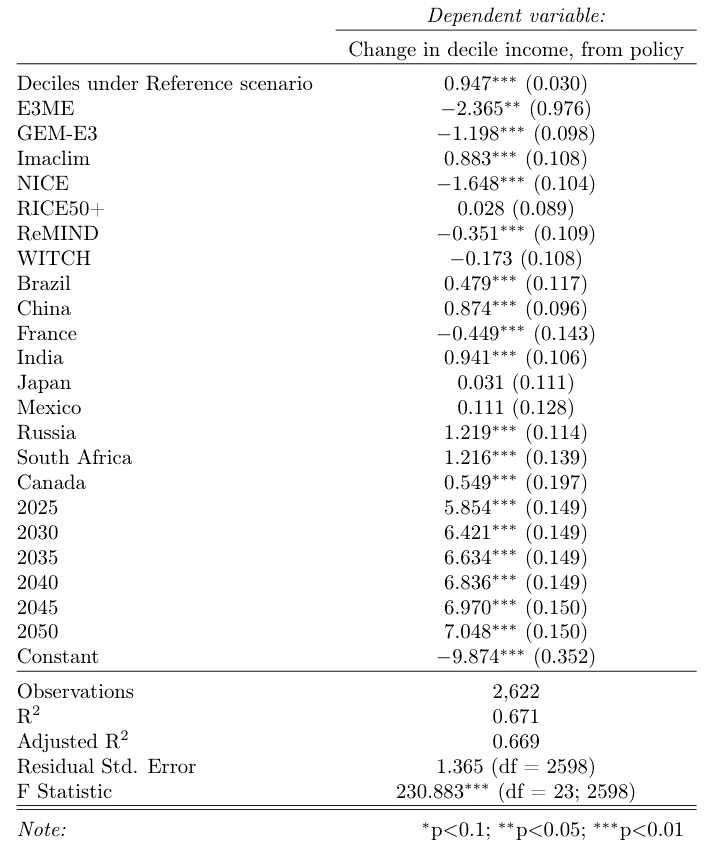 Dependent variable:
Change in decile income, from policy
Deciles under Reference scenario 0.947*** (0.030)
E3ME −2.365** (0.976)
GEM-E3 −1.198*** (0.098)
Imaclim 0.883*** (0.108)
NICE −1.648*** (0.104)
RICE50+ 0.028 (0.089)
ReMIND −0.351*** (0.109)
WITCH −0.173 (0.108)
Brazil 0.479*** (0.117)
China 0.874*** (0.096)
France −0.449*** (0.143)
India 0.941*** (0.106)
Japan 0.031 (0.111)
Mexico 0.111 (0.128)
Russia 1.219*** (0.114)
South Africa 1.216*** (0.139)
Canada 0.549*** (0.197)
2025 5.854*** (0.149)
2030 6.421*** (0.149)
2035 6.634*** (0.149)
2040 6.836*** (0.149)
2045 6.970*** (0.150)
2050 7.048*** (0.150)
Constant −9.874*** (0.352)
Observations 2,622
R² 0.671
Adjusted R² 0.669
Residual Std. Error 1.365 (df = 2598)
F Statistic 230.883*** (df = 23; 2598)
Note: *p<0.1; **p<0.05; ***p<0.01